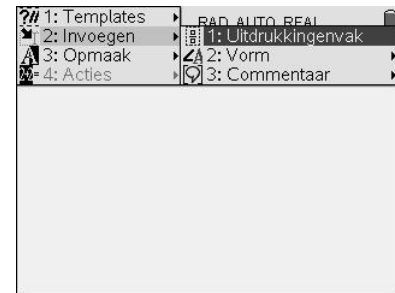 1: Templates
RAD AUTO REAL
2: Invoegen
1: Uitdrukkingenvak
3: Opmaak
2: Vorm
4: Acties
3: Commentaar